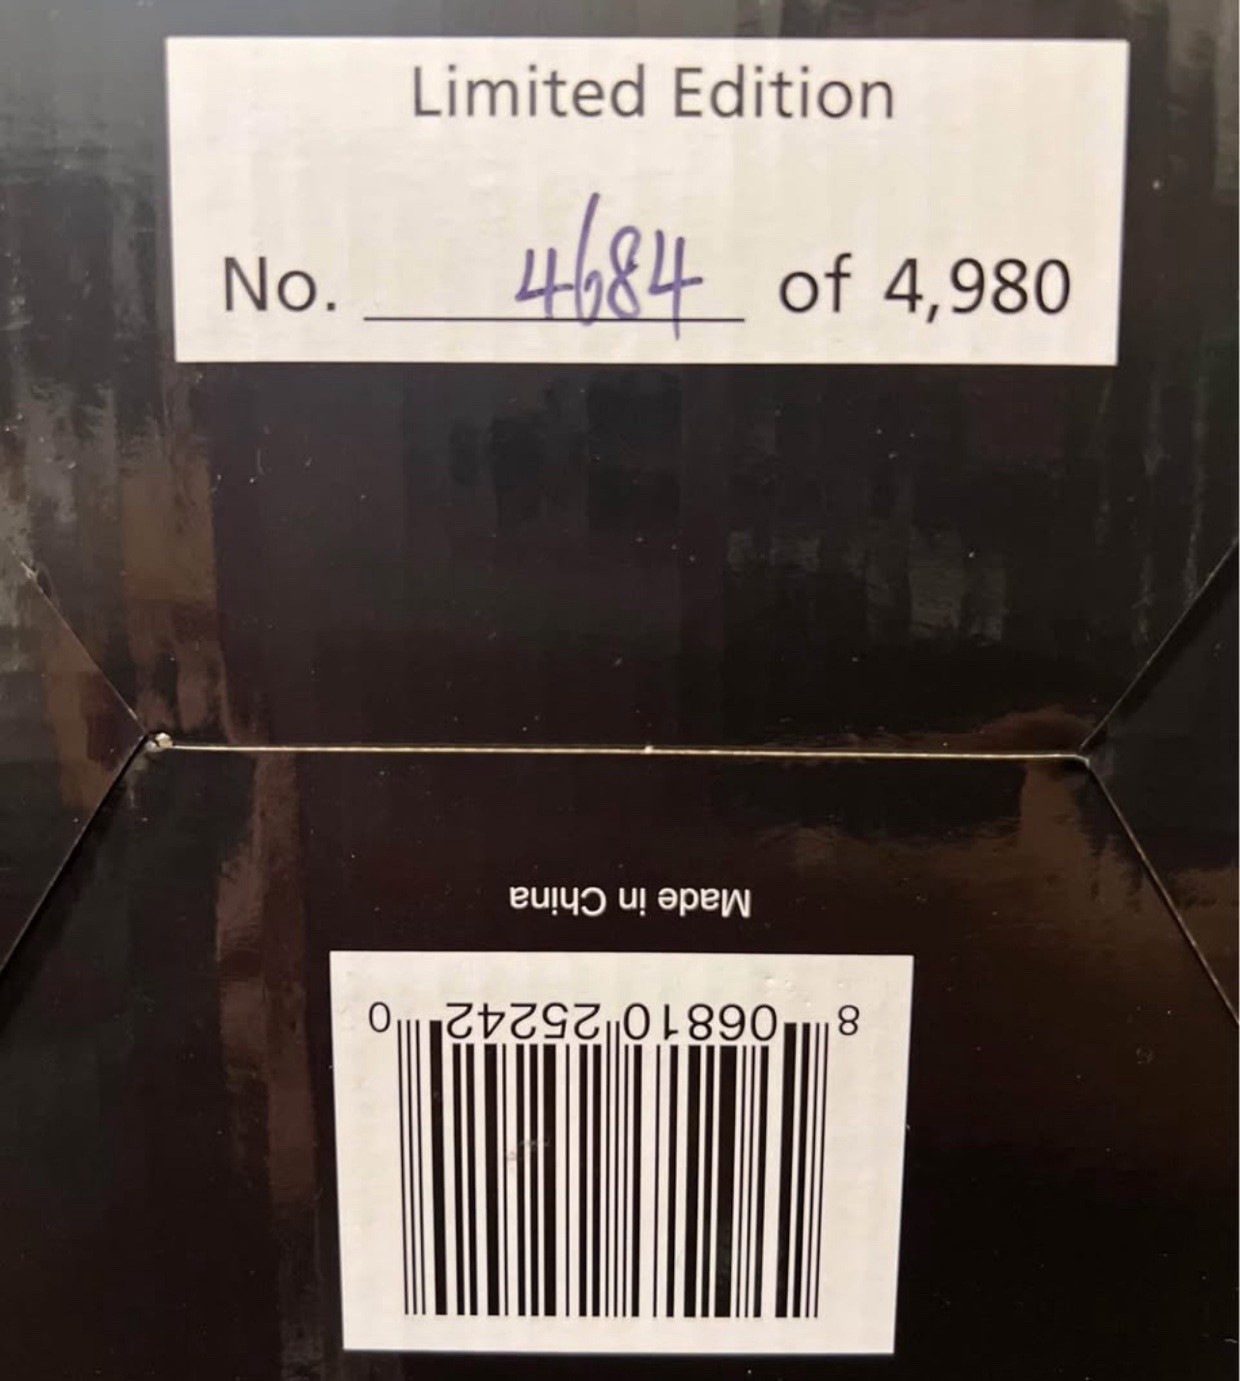 Limited Edition
No. 4684 of 4,980
Made in China
8 06810 25242 0